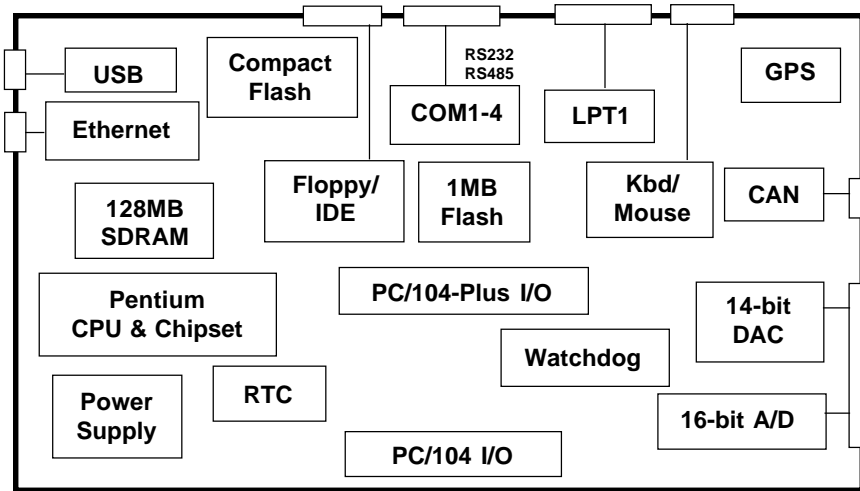 USB
Ethernet
Compact
Flash
RS232
RS485
COM1-4
LPT1
GPS
128MB
SDRAM
Floppy/
IDE
1MB
Flash
Kbd/
Mouse
CAN
Pentium
CPU & Chipset
PC/104-Plus I/O
14-bit
DAC
Watchdog
Power
Supply
RTC
16-bit A/D
PC/104 I/O